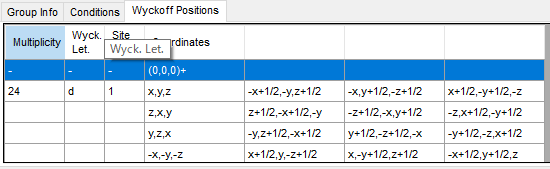 Group Info Conditions Wyckoff Positions
Multiplicity Wyck. Let. Site ordinates
Wyck. Let.
- - - (0,0,0)+
24 d 1 x,y,z -x+1/2,-y,z+1/2 -x,y+1/2,-z+1/2 x+1/2,-y+1/2,-z
z,x,y z+1/2,-x+1/2,-y -z+1/2,-x,y+1/2 -z,x+1/2,-y+1/2
y,z,x -y,z+1/2,-x+1/2 y+1/2,-z+1/2,-x -y+1/2,-z,x+1/2
-x,-y,-z x+1/2,y,-z+1/2 x,-y+1/2,z+1/2 -x+1/2,y+1/2,z